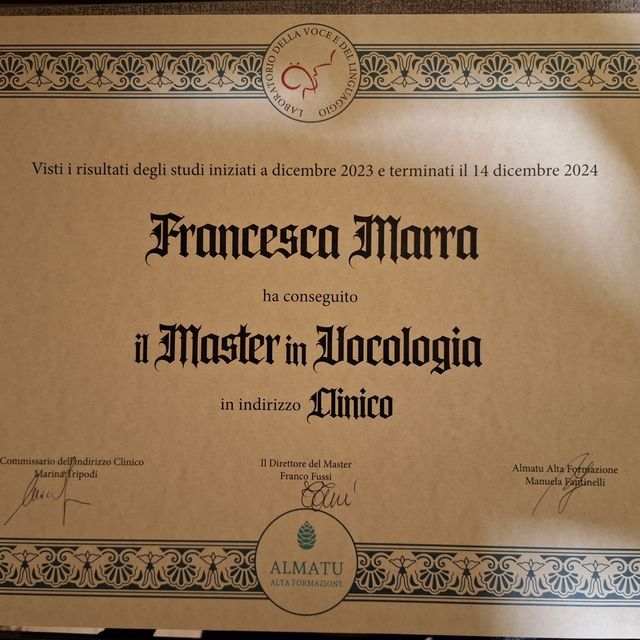 LABORATORIO DELLA VOCE E DEL LINGUAGGIO
Visti i risultati degli studi iniziati a dicembre 2023 e terminati il 14 dicembre 2024
Francesca Marra
ha conseguito
il Master in Vocologia
in indirizzo Clinico
Commissario dell'indirizzo Clinico
Marina Tripodi
Il Direttore del Master
Franco Fussi
Almatu Alta Formazione
Manuela Fantinelli
ALMATU
ALTA FORMAZIONE